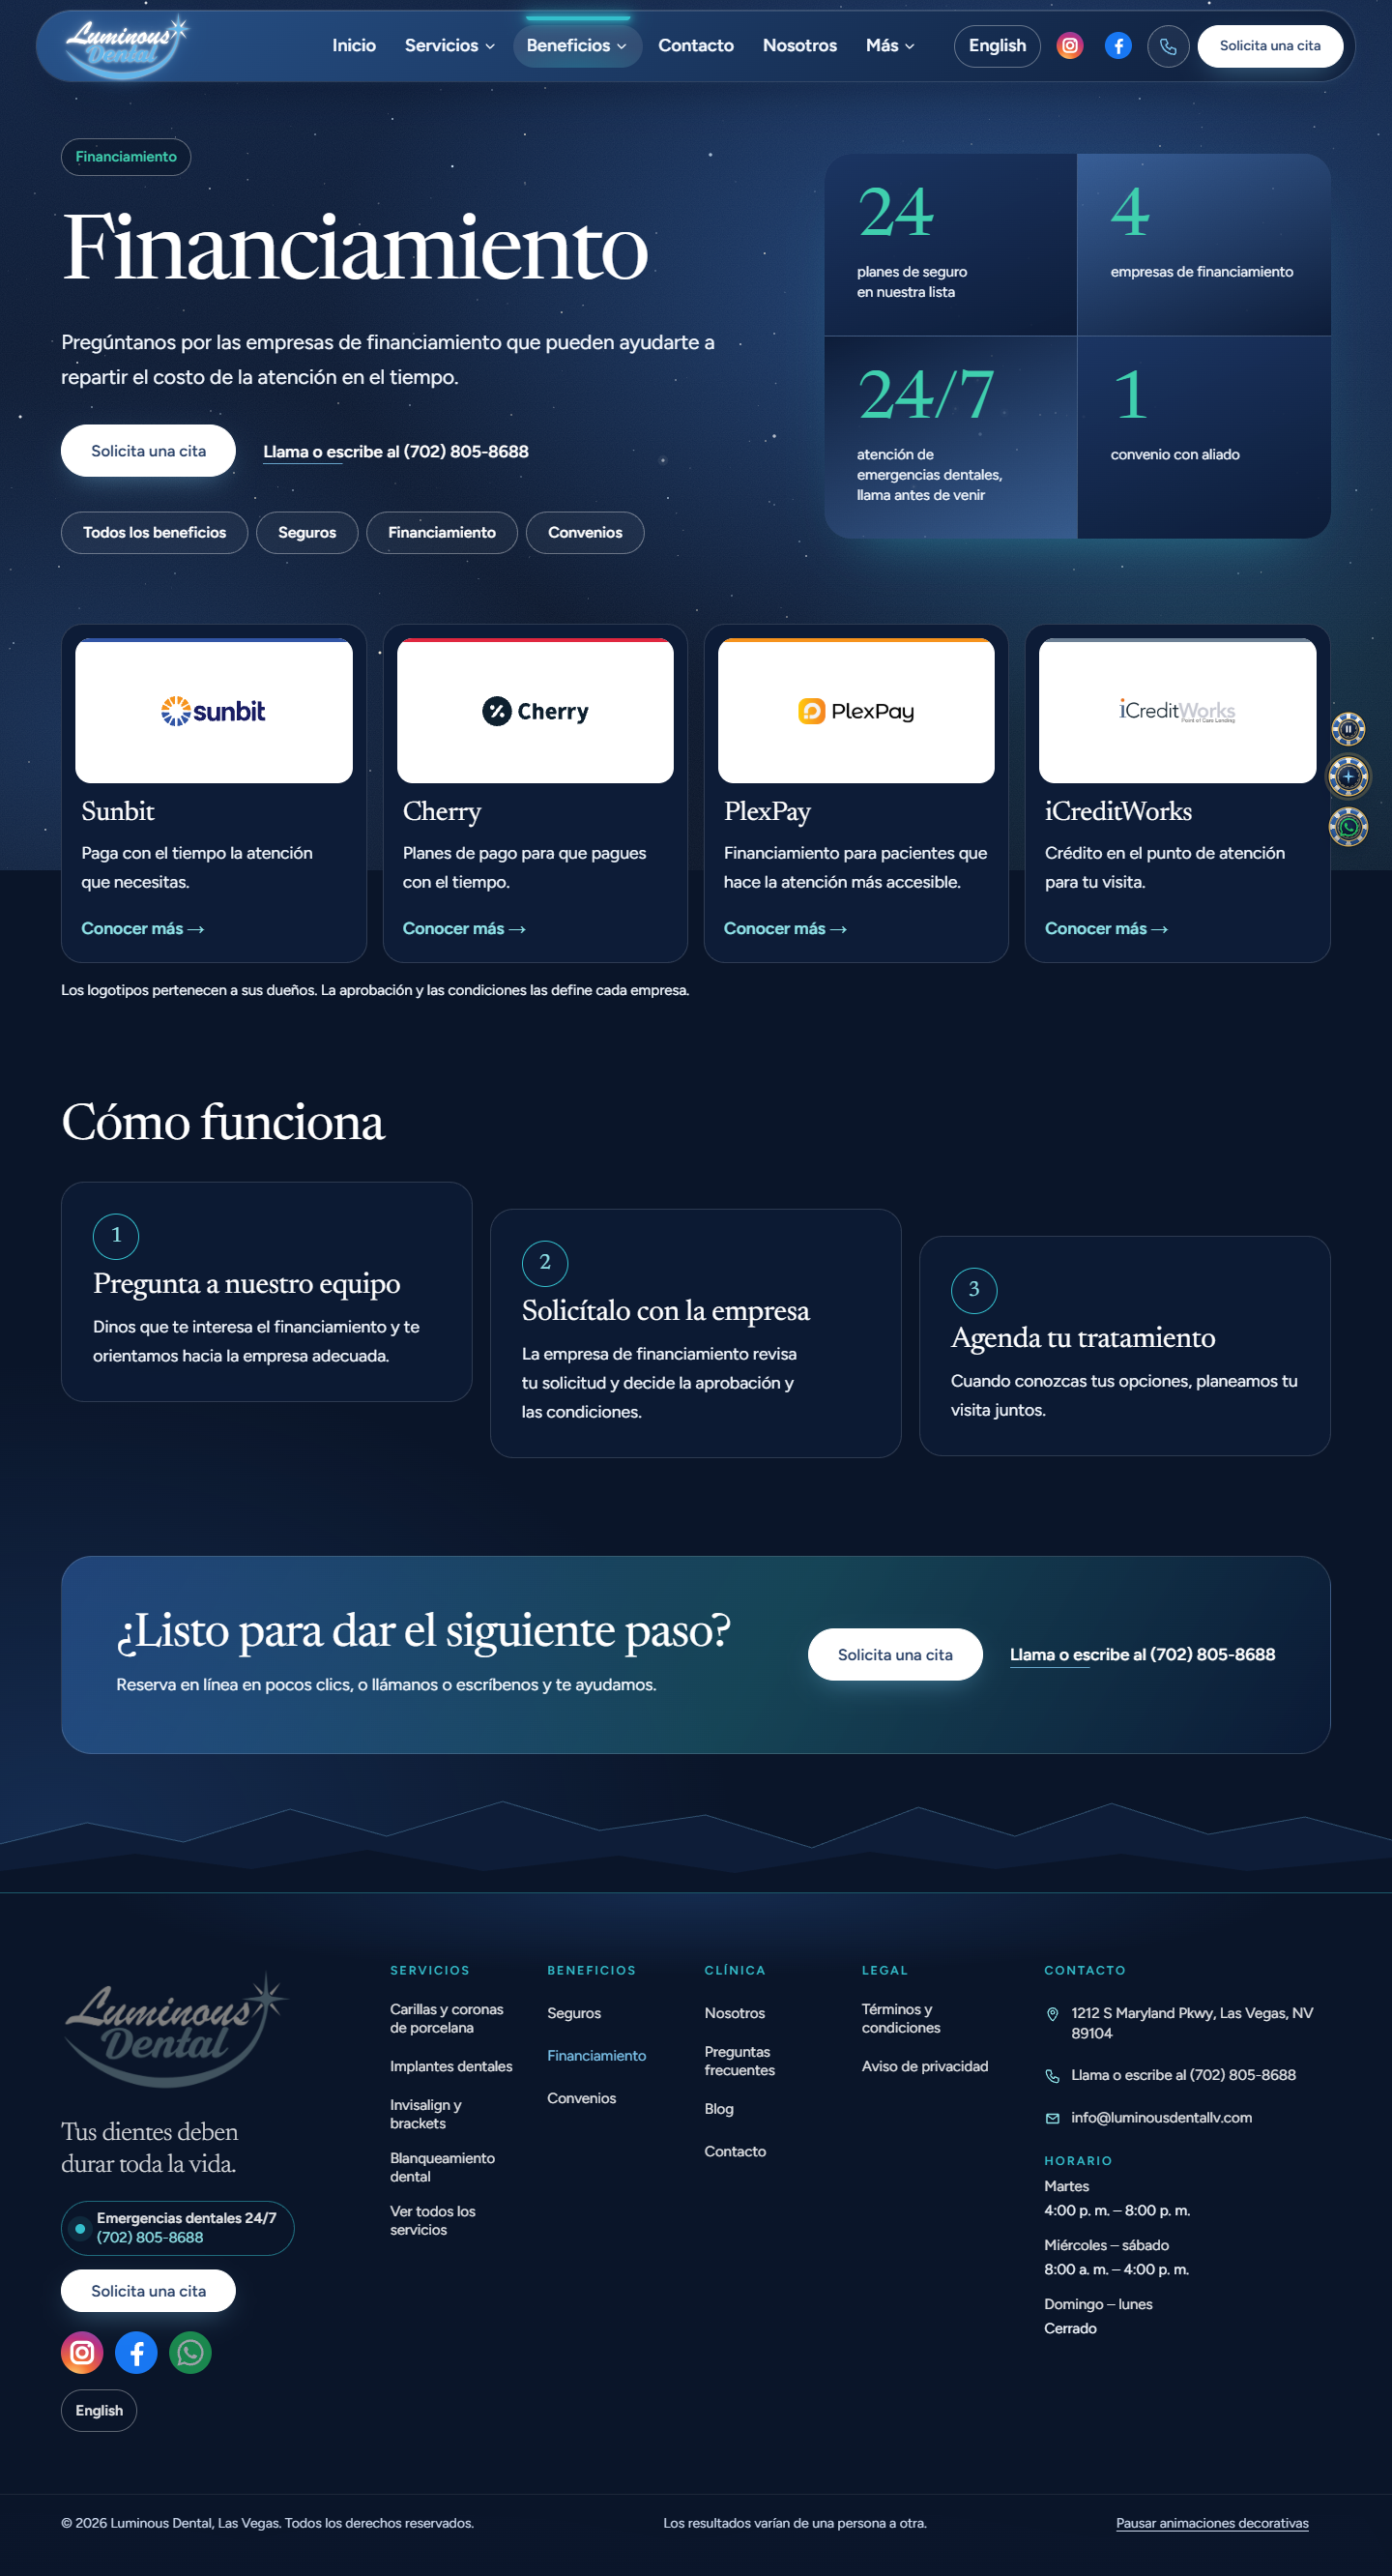 Luminous
Dental
Inicio
Servicios
Beneficios
Contacto
Nosotros
Más
English
Solicita una cita
Financiamiento
Financiamiento
Pregúntanos por las empresas de financiamiento que pueden ayudarte a
repartir el costo de la atención en el tiempo.
Solicita una cita
Llama o escribe al (702) 805-8688
Todos los beneficios
Seguros
Financiamiento
Convenios
24
planes de seguro
en nuestra lista
4
empresas de financiamiento
24/7
atención de
emergencias dentales,
llama antes de venir
1
convenio con aliado
sunbit
Sunbit
Paga con el tiempo la atención
que necesitas.
Conocer más →
Cherry
Cherry
Planes de pago para que pagues
con el tiempo.
Conocer más →
PlexPay
PlexPay
Financiamiento para pacientes que
hace la atención más accesible.
Conocer más →
iCreditWorks
Point of Care Lending
iCreditWorks
Crédito en el punto de atención
para tu visita.
Conocer más →
Los logotipos pertenecen a sus dueños. La aprobación y las condiciones las define cada empresa.
Cómo funciona
1
Pregunta a nuestro equipo
Dinos que te interesa el financiamiento y te
orientamos hacia la empresa adecuada.
2
Solicítalo con la empresa
La empresa de financiamiento revisa
tu solicitud y decide la aprobación y
las condiciones.
3
Agenda tu tratamiento
Cuando conozcas tus opciones, planeamos tu
visita juntos.
¿Listo para dar el siguiente paso?
Reserva en línea en pocos clics, o llámanos o escríbenos y te ayudamos.
Solicita una cita
Llama o escribe al (702) 805-8688
Luminous
Dental
Tus dientes deben
durar toda la vida.
Emergencias dentales 24/7
(702) 805-8688
Solicita una cita
English
SERVICIOS
Carillas y coronas
de porcelana
Implantes dentales
Invisalign y
brackets
Blanqueamiento
dental
Ver todos los
servicios
BENEFICIOS
Seguros
Financiamiento
Convenios
CLÍNICA
Nosotros
Preguntas
frecuentes
Blog
Contacto
LEGAL
Términos y
condiciones
Aviso de privacidad
CONTACTO
1212 S Maryland Pkwy, Las Vegas, NV
89104
Llama o escribe al (702) 805-8688
info@luminousdentallv.com
HORARIO
Martes
4:00 p. m. – 8:00 p. m.
Miércoles – sábado
8:00 a. m. – 4:00 p. m.
Domingo – lunes
Cerrado
© 2026 Luminous Dental, Las Vegas. Todos los derechos reservados.
Los resultados varían de una persona a otra.
Pausar animaciones decorativas